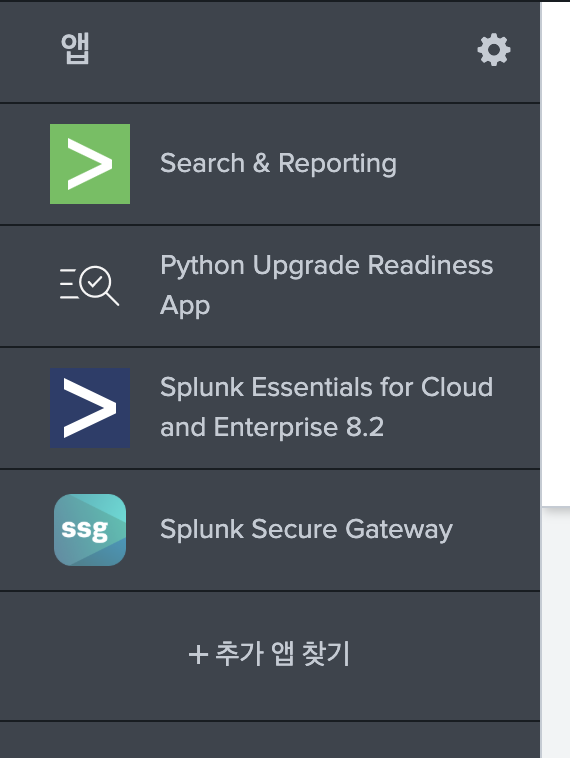 앱
Search & Reporting
Python Upgrade Readiness
App
Splunk Essentials for Cloud
and Enterprise 8.2
ssg
Splunk Secure Gateway
+ 추가 앱 찾기